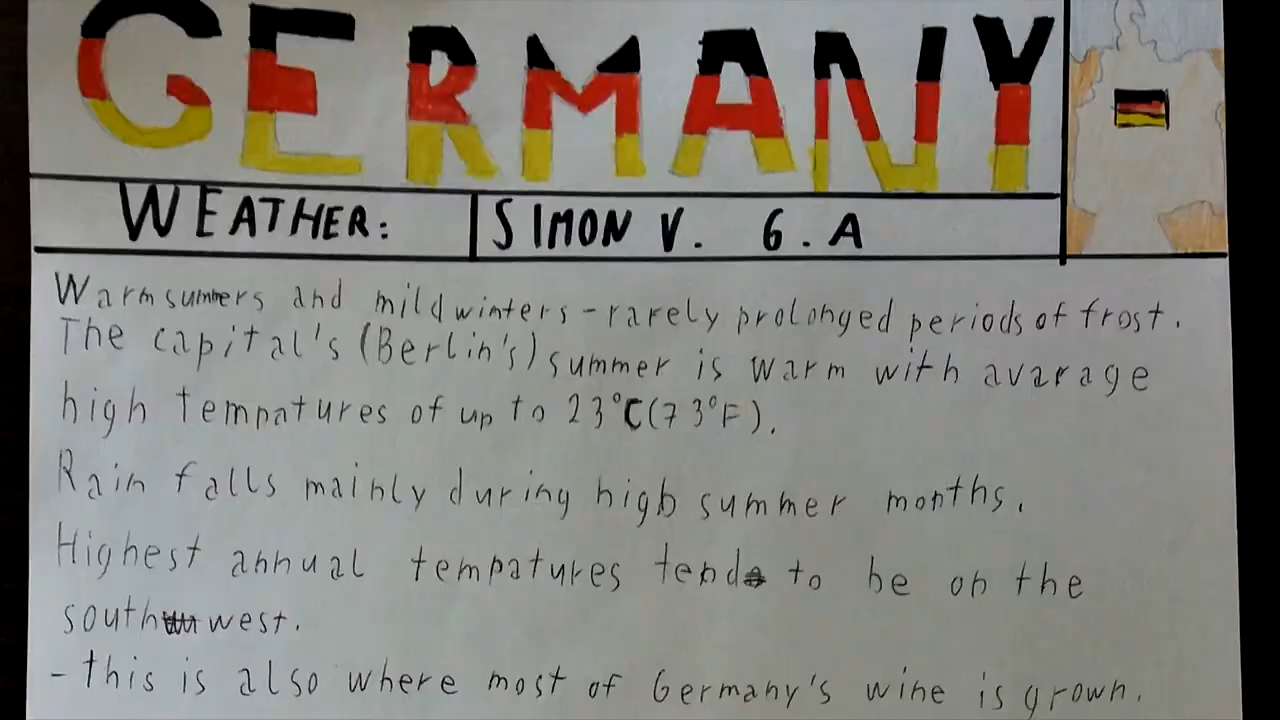 GERMANY
WEATHER: SIMON V. 6.A
Warm summers and mild winters - rarely prolonged periods of frost.
The capital's (Berlin's) summer is warm with avarage
high tempatures of up to 23°C (73°F).
Rain falls mainly during high summer months.
Highest annual tempatures tend to be on the
southwest.
- this is also where most of Germany's wine is grown.